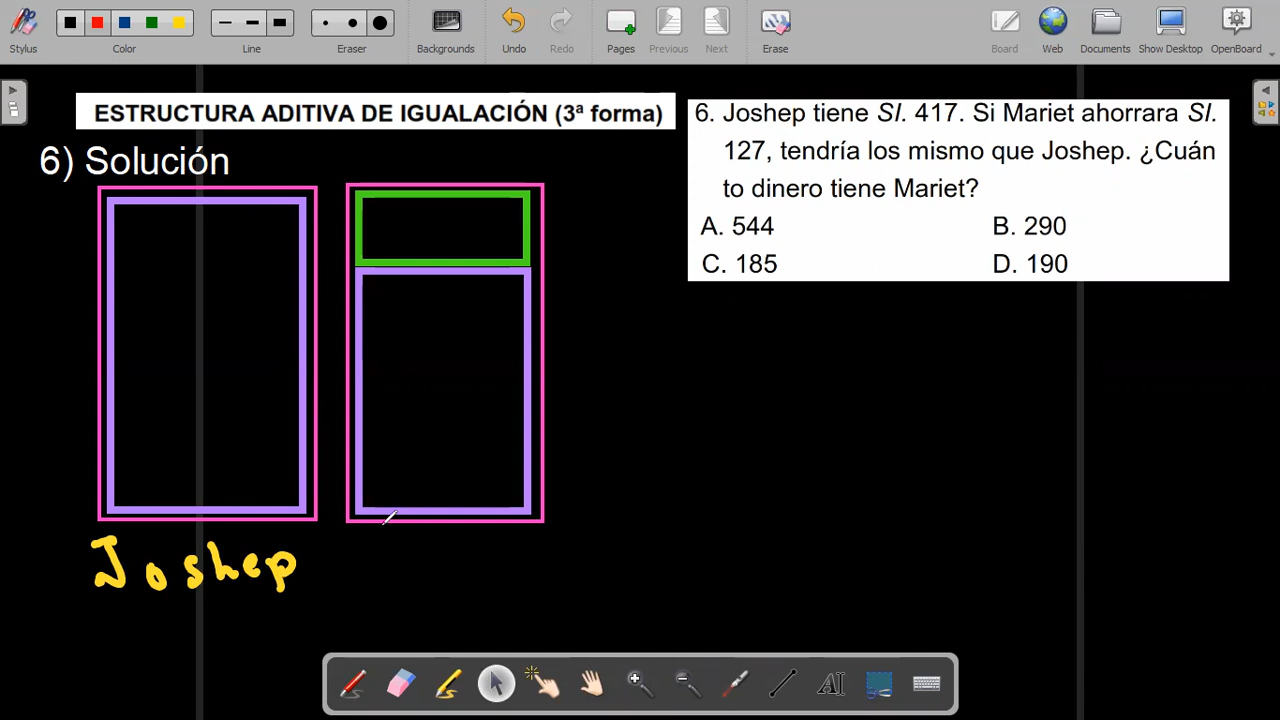 Stylus
Color
Line
Eraser
Backgrounds
Undo
Redo
Pages
Previous
Next
Erase
Board
Web
Documents
Show Desktop
OpenBoard
ESTRUCTURA ADITIVA DE IGUALACIÓN (3ª forma)
6) Solución
6. Joshep tiene S/. 417. Si Mariet ahorrara S/.
127, tendría los mismo que Joshep. ¿Cuán
to dinero tiene Mariet?
A. 544
B. 290
C. 185
D. 190
Joshep
AI